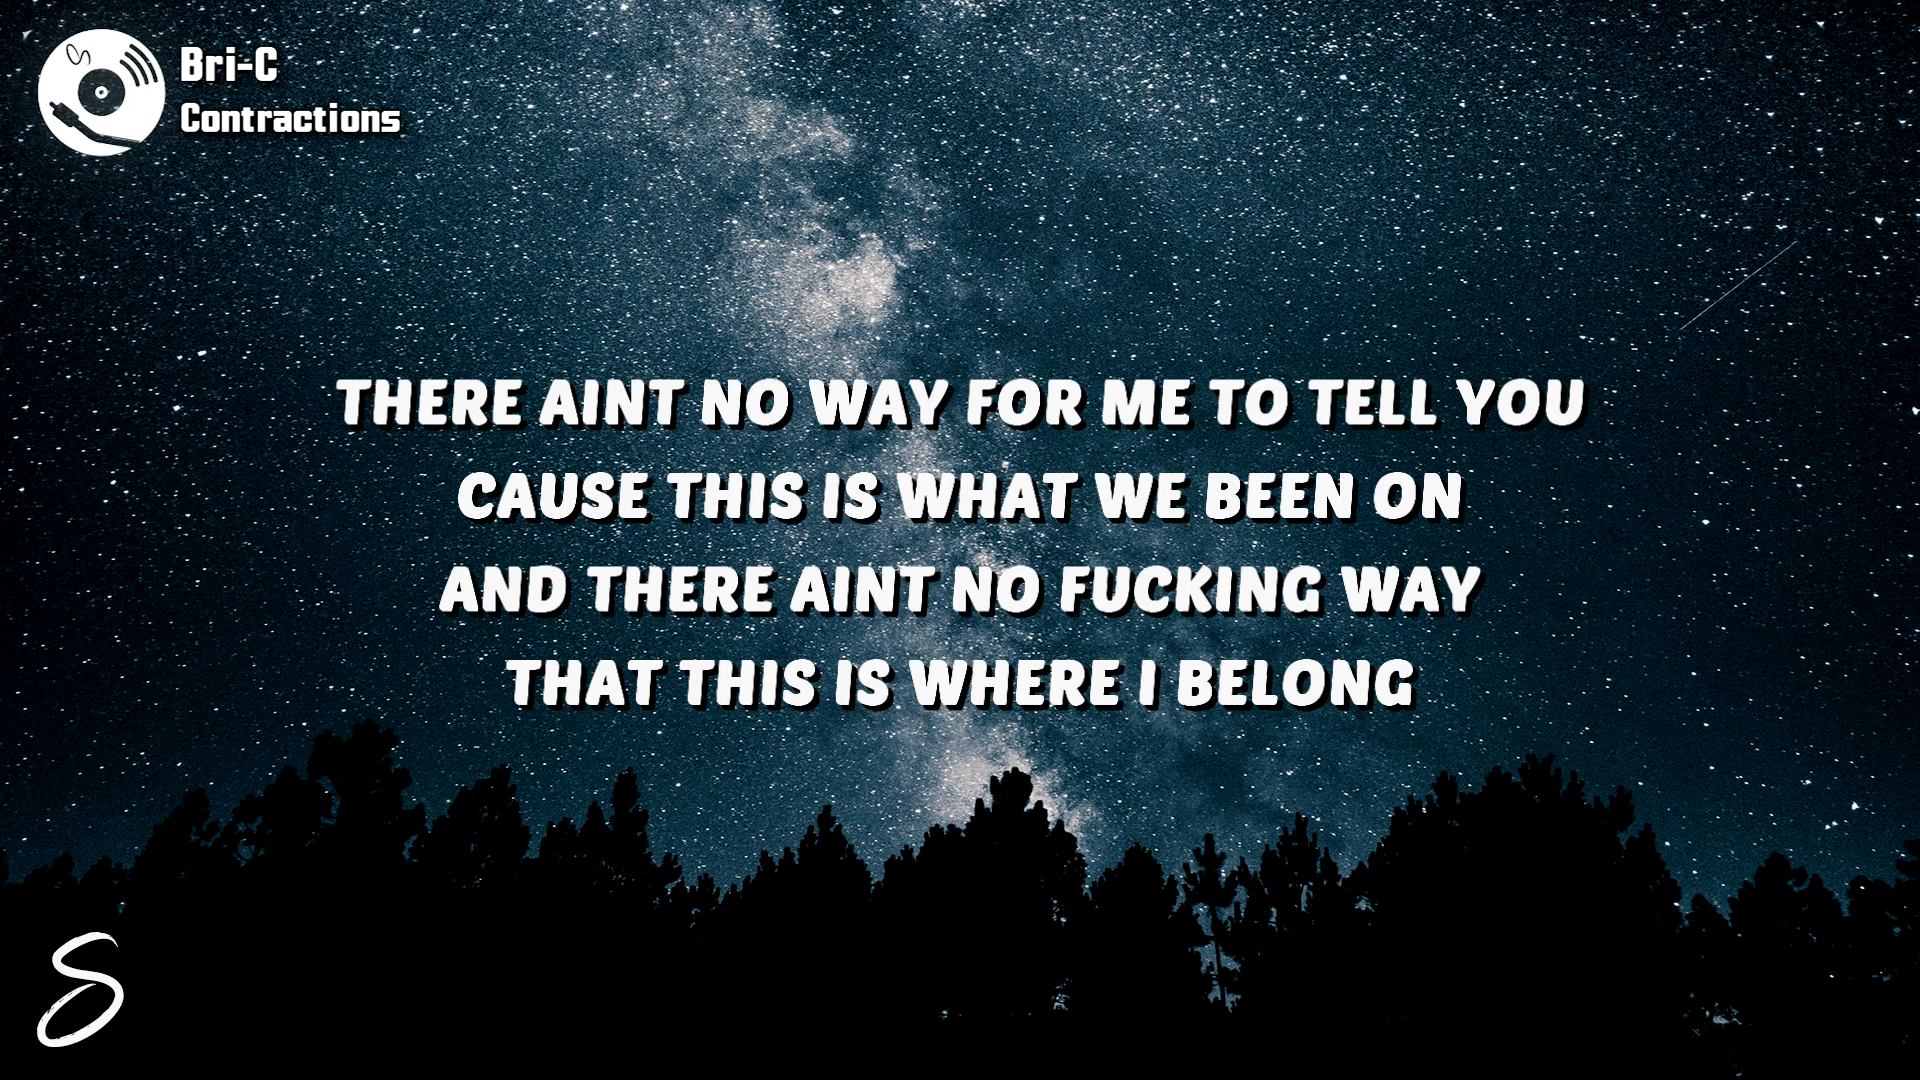 Bri-C
Contractions
THERE AINT NO WAY FOR ME TO TELL YOU
CAUSE THIS IS WHAT WE BEEN ON
AND THERE AINT NO FUCKING WAY
THAT THIS IS WHERE I BELONG
S